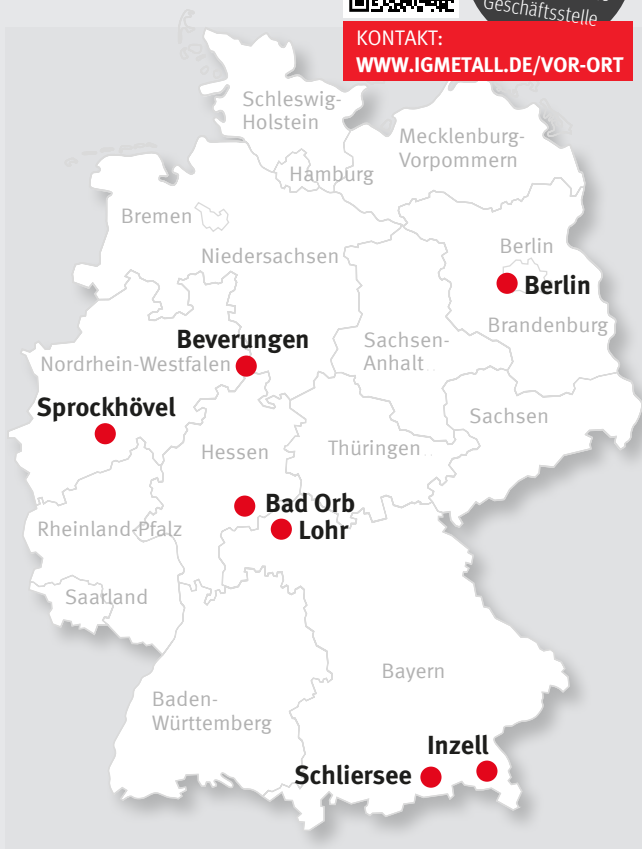 Geschäftsstelle
KONTAKT:
WWW.IGMETALL.DE/VOR-ORT
Schleswig-
Holstein
Mecklenburg-
Vorpommern
Hamburg
Bremen
Niedersachsen
Berlin
Berlin
Brandenburg
Beverungen
Sachsen-
Anhalt
Nordrhein-Westfalen
Sprockhövel
Sachsen
Hessen
Thüringen
Bad Orb
Lohr
Rheinland-Pfalz
Saarland
Bayern
Baden-
Württemberg
Inzell
Schliersee